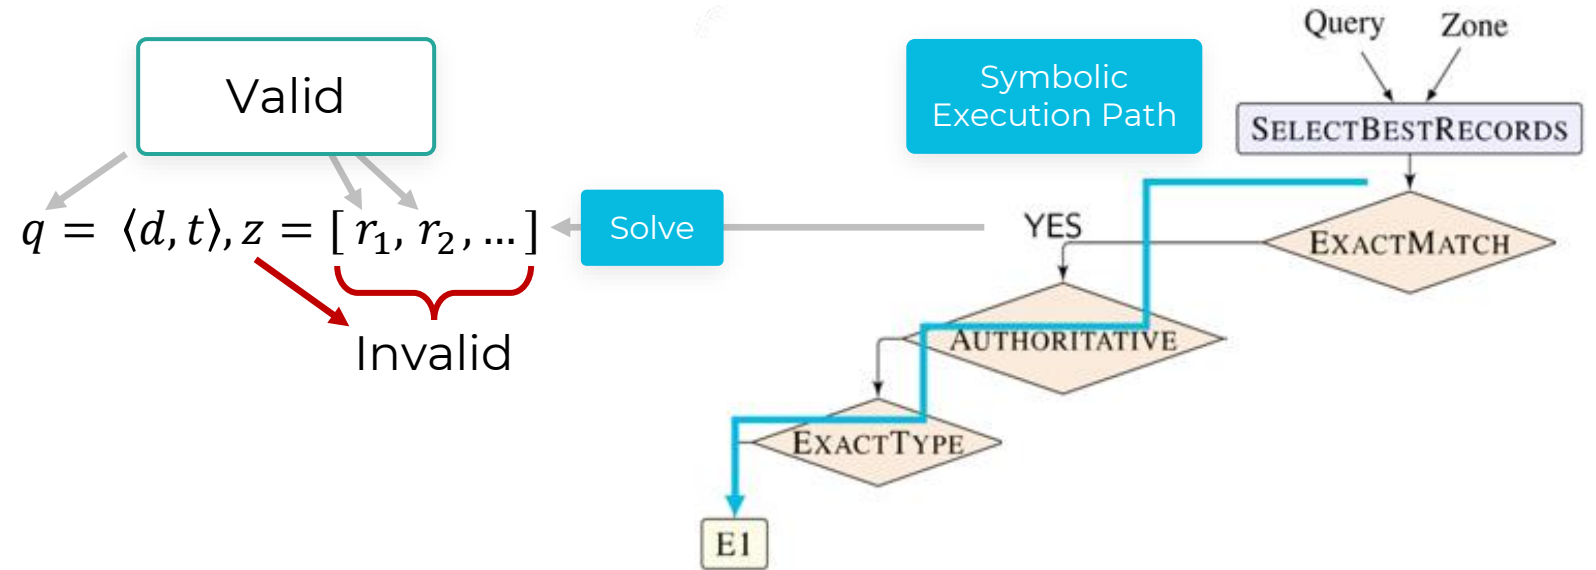 Valid
q = ⟨d, t⟩, z = [ r₁, r₂, … ]
Invalid
Solve
Symbolic
Execution Path
Query
Zone
SELECTBESTRECORDS
EXACTMATCH
YES
AUTHORITATIVE
EXACTTYPE
E1